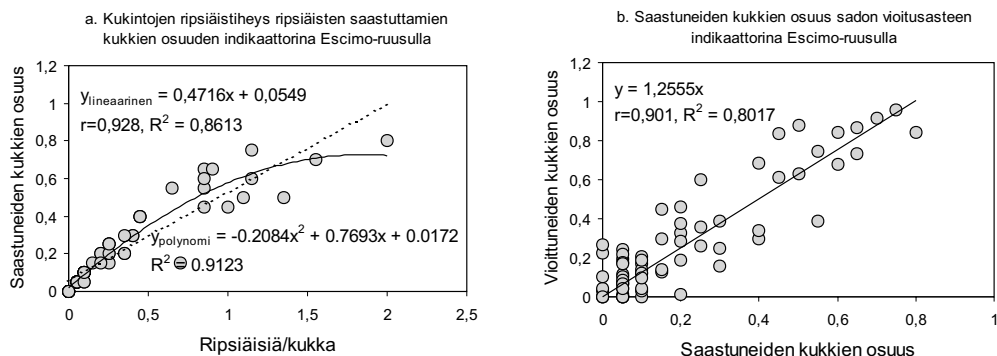 a. Kukintojen ripsiäistiheys ripsiäisten saastuttamien
kukkien osuuden indikaattorina Escimo-ruusulla
Saastuneiden kukkien osuus
1,2
1
0,8
0,6
0,4
0,2
0
y lineaarinen = 0,4716x + 0,0549
r=0,928, R² = 0,8613
y polynomi = -0.2084x² + 0.7693x + 0.0172
R² = 0.9123
0 0,5 1 1,5 2 2,5
Ripsiäisiä/kukka
b. Saastuneiden kukkien osuus sadon vioitusasteen
indikaattorina Escimo-ruusulla
Vioittuneiden kukkien osuus
1,2
1
0,8
0,6
0,4
0,2
0
y = 1,2555x
r=0,901, R² = 0,8017
0 0,2 0,4 0,6 0,8 1
Saastuneiden kukkien osuus